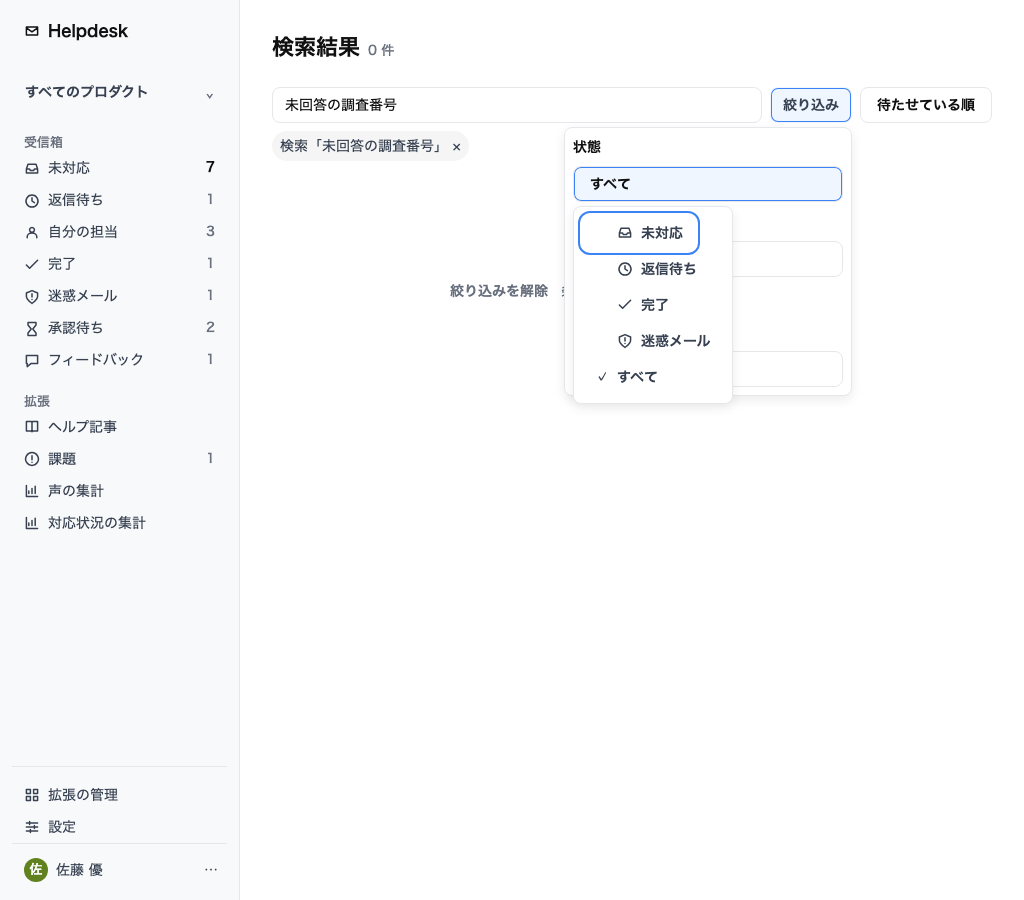 Helpdesk
すべてのプロダクト
受信箱
未対応 7
返信待ち 1
自分の担当 3
完了 1
迷惑メール 1
承認待ち 2
フィードバック 1
拡張
ヘルプ記事
課題 1
声の集計
対応状況の集計
拡張の管理
設定
佐 佐藤 優 …
検索結果 0 件
未回答の調査番号 絞り込み 待たせている順
検索「未回答の調査番号」 ×
絞り込みを解除
状態
すべて
未対応
返信待ち
完了
迷惑メール
✓ すべて